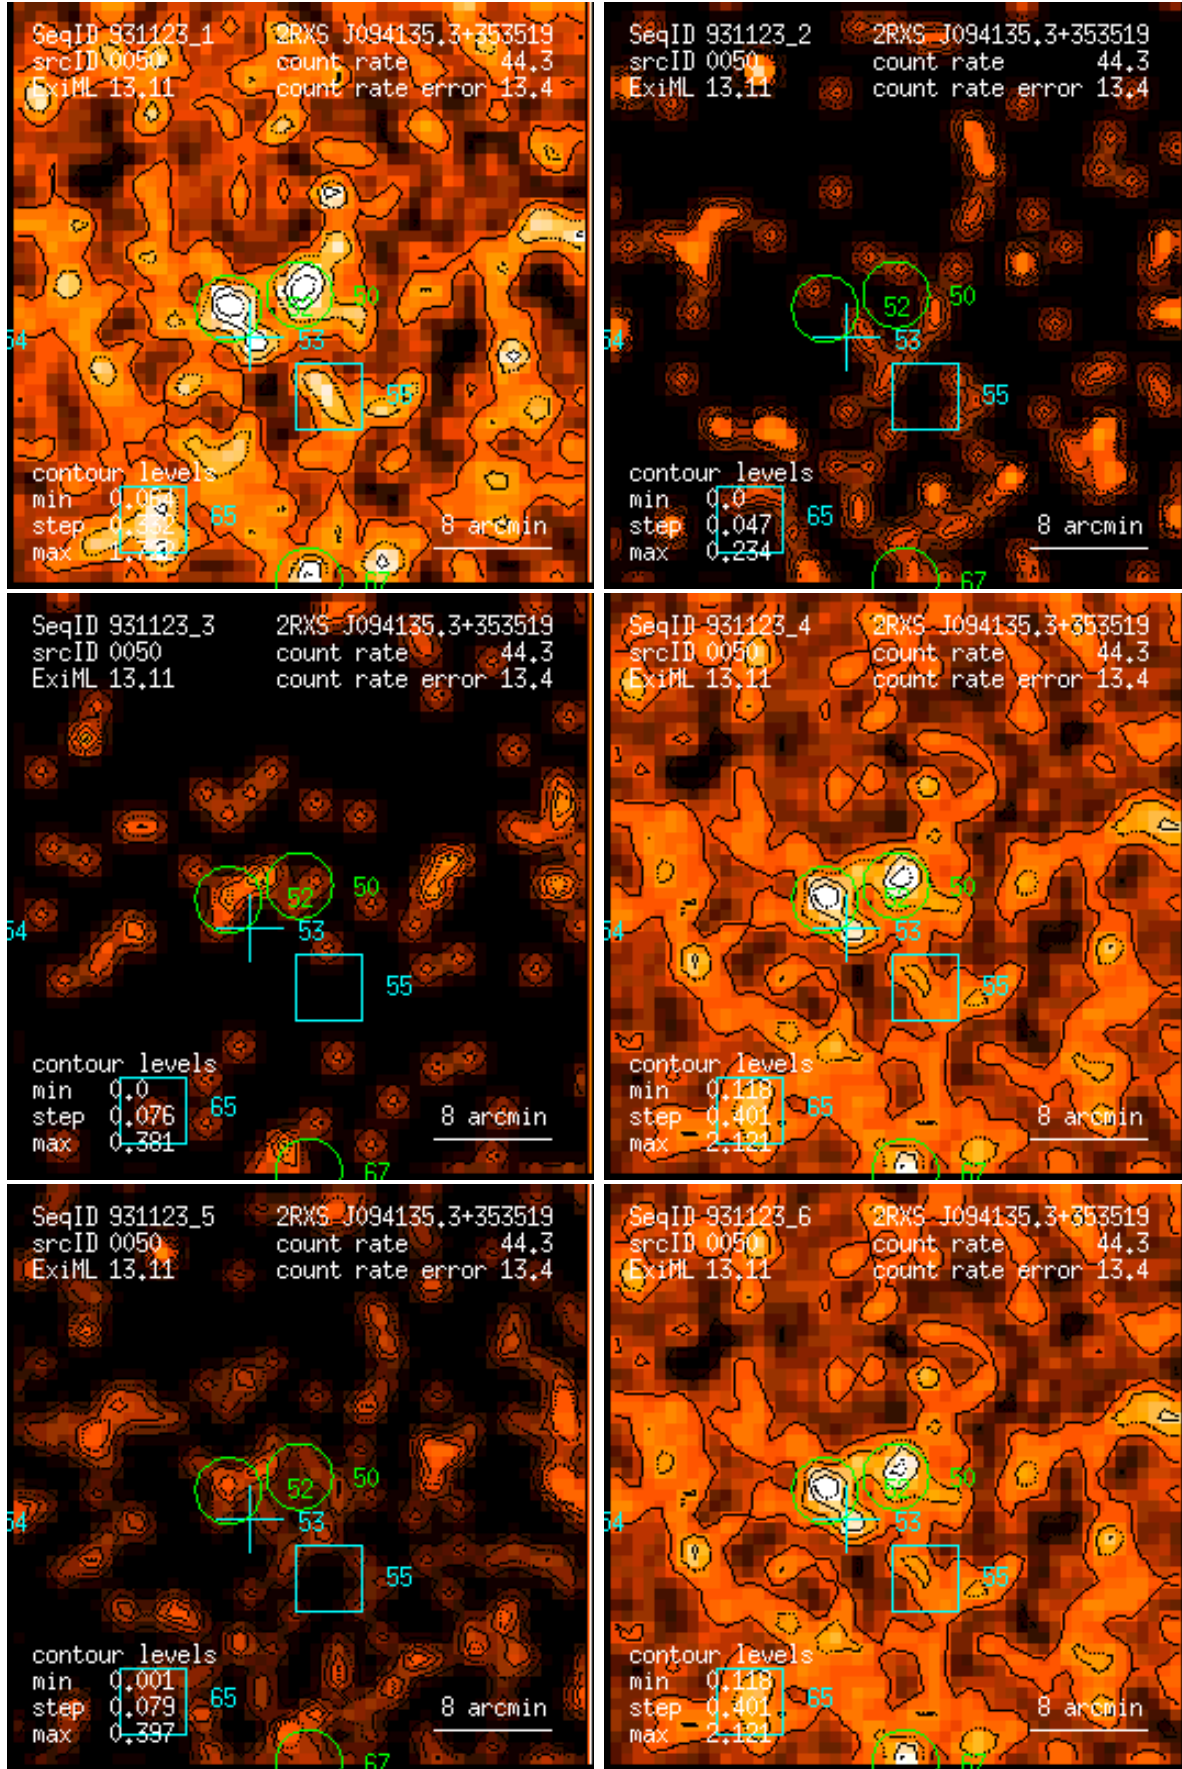 SeqID 931123_1 2RXS J094135.3+353519
srcID 0050 count rate 44.3
ExiML 13.11 count rate error 13.4
52 50
54 53
55
contour levels
min 0.064
65
step 0.332
8 arcmin
max
67
SeqID 931123_2 2RXS J094135.3+353519
srcID 0050 count rate 44.3
ExiML 13.11 count rate error 13.4
52 50
54 53
55
contour levels
min 0.0
65
step 0.047
8 arcmin
max 0.234
67
SeqID 931123_3 2RXS J094135.3+353519
srcID 0050 count rate 44.3
ExiML 13.11 count rate error 13.4
52 50
54 53
55
contour levels
min 0.0
65
step 0.076
8 arcmin
max 0.381
67
SeqID 931123_4 2RXS J094135.3+353519
srcID 0050 count rate 44.3
ExiML 13.11 count rate error 13.4
52 50
54 53
55
contour levels
min 0.118
65
step 0.401
8 arcmin
max 2.121
67
SeqID 931123_5 2RXS J094135.3+353519
srcID 0050 count rate 44.3
ExiML 13.11 count rate error 13.4
52 50
54 53
55
contour levels
min 0.001
65
step 0.079
8 arcmin
max 0.397
67
SeqID 931123_6 2RXS J094135.3+353519
srcID 0050 count rate 44.3
ExiML 13.11 count rate error 13.4
52 50
54 53
55
contour levels
min 0.118
65
step 0.401
8 arcmin
max 2.121
67